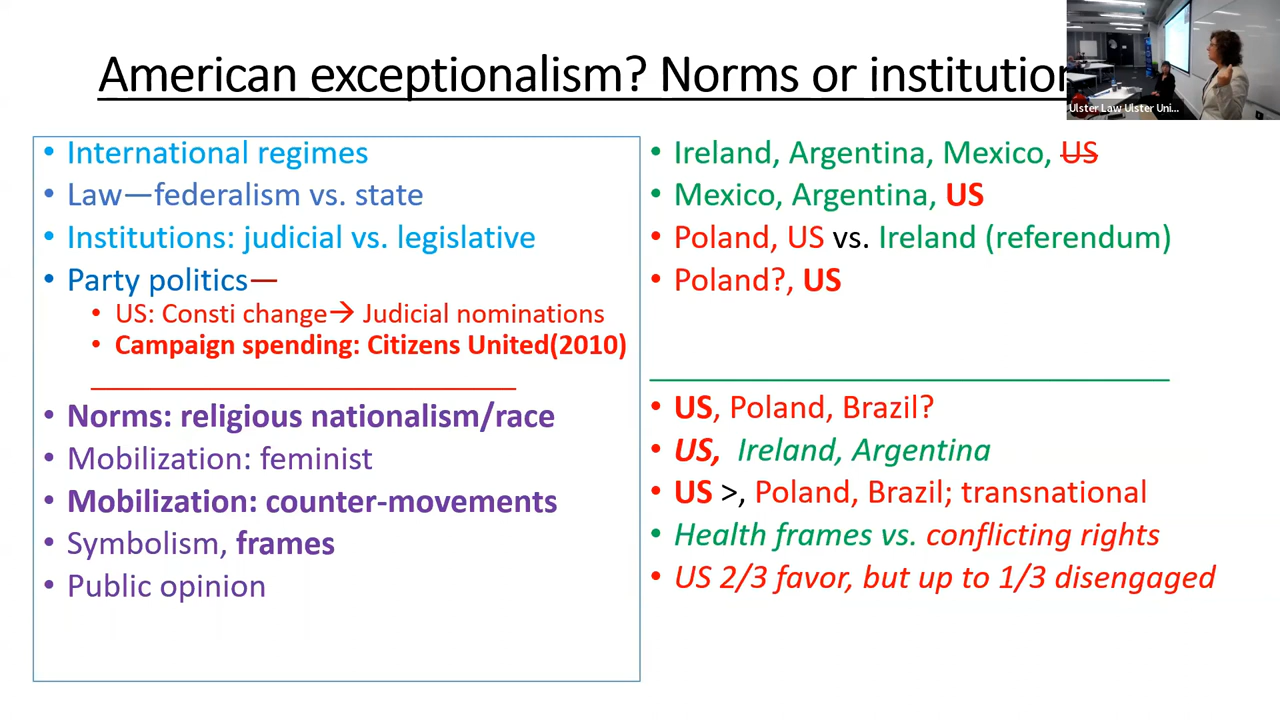 American exceptionalism? Norms or institution
Ulster Law Ulster Uni...
• International regimes
• Law—federalism vs. state
• Institutions: judicial vs. legislative
• Party politics—
• US: Consti change→ Judicial nominations
• Campaign spending: Citizens United(2010)
• Norms: religious nationalism/race
• Mobilization: feminist
• Mobilization: counter-movements
• Symbolism, frames
• Public opinion
• Ireland, Argentina, Mexico, US
• Mexico, Argentina, US
• Poland, US vs. Ireland (referendum)
• Poland?, US
• US, Poland, Brazil?
• US, Ireland, Argentina
• US >, Poland, Brazil; transnational
• Health frames vs. conflicting rights
• US 2/3 favor, but up to 1/3 disengaged